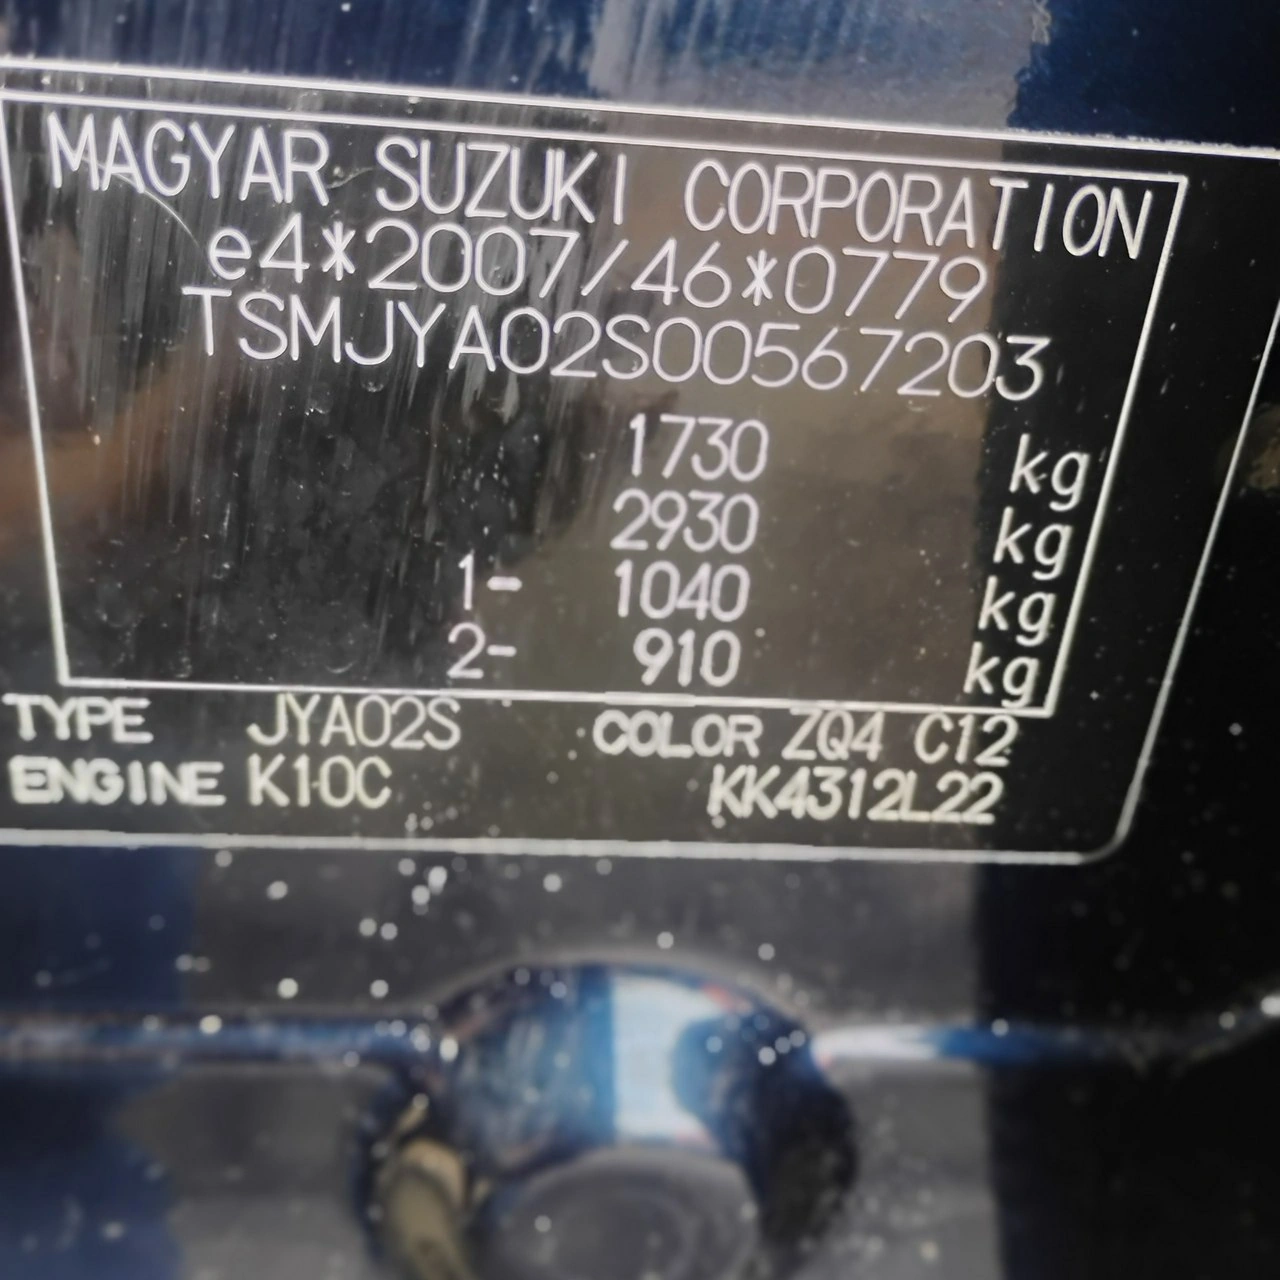 MAGYAR SUZUKI CORPORATION
e4*2007/46*0779
TSMJYA02S00567203
1730 kg
2930 kg
1- 1040 kg
2- 910 kg
TYPE JYA02S COLOR ZQ4 C12
ENGINE K10C KK4312L22